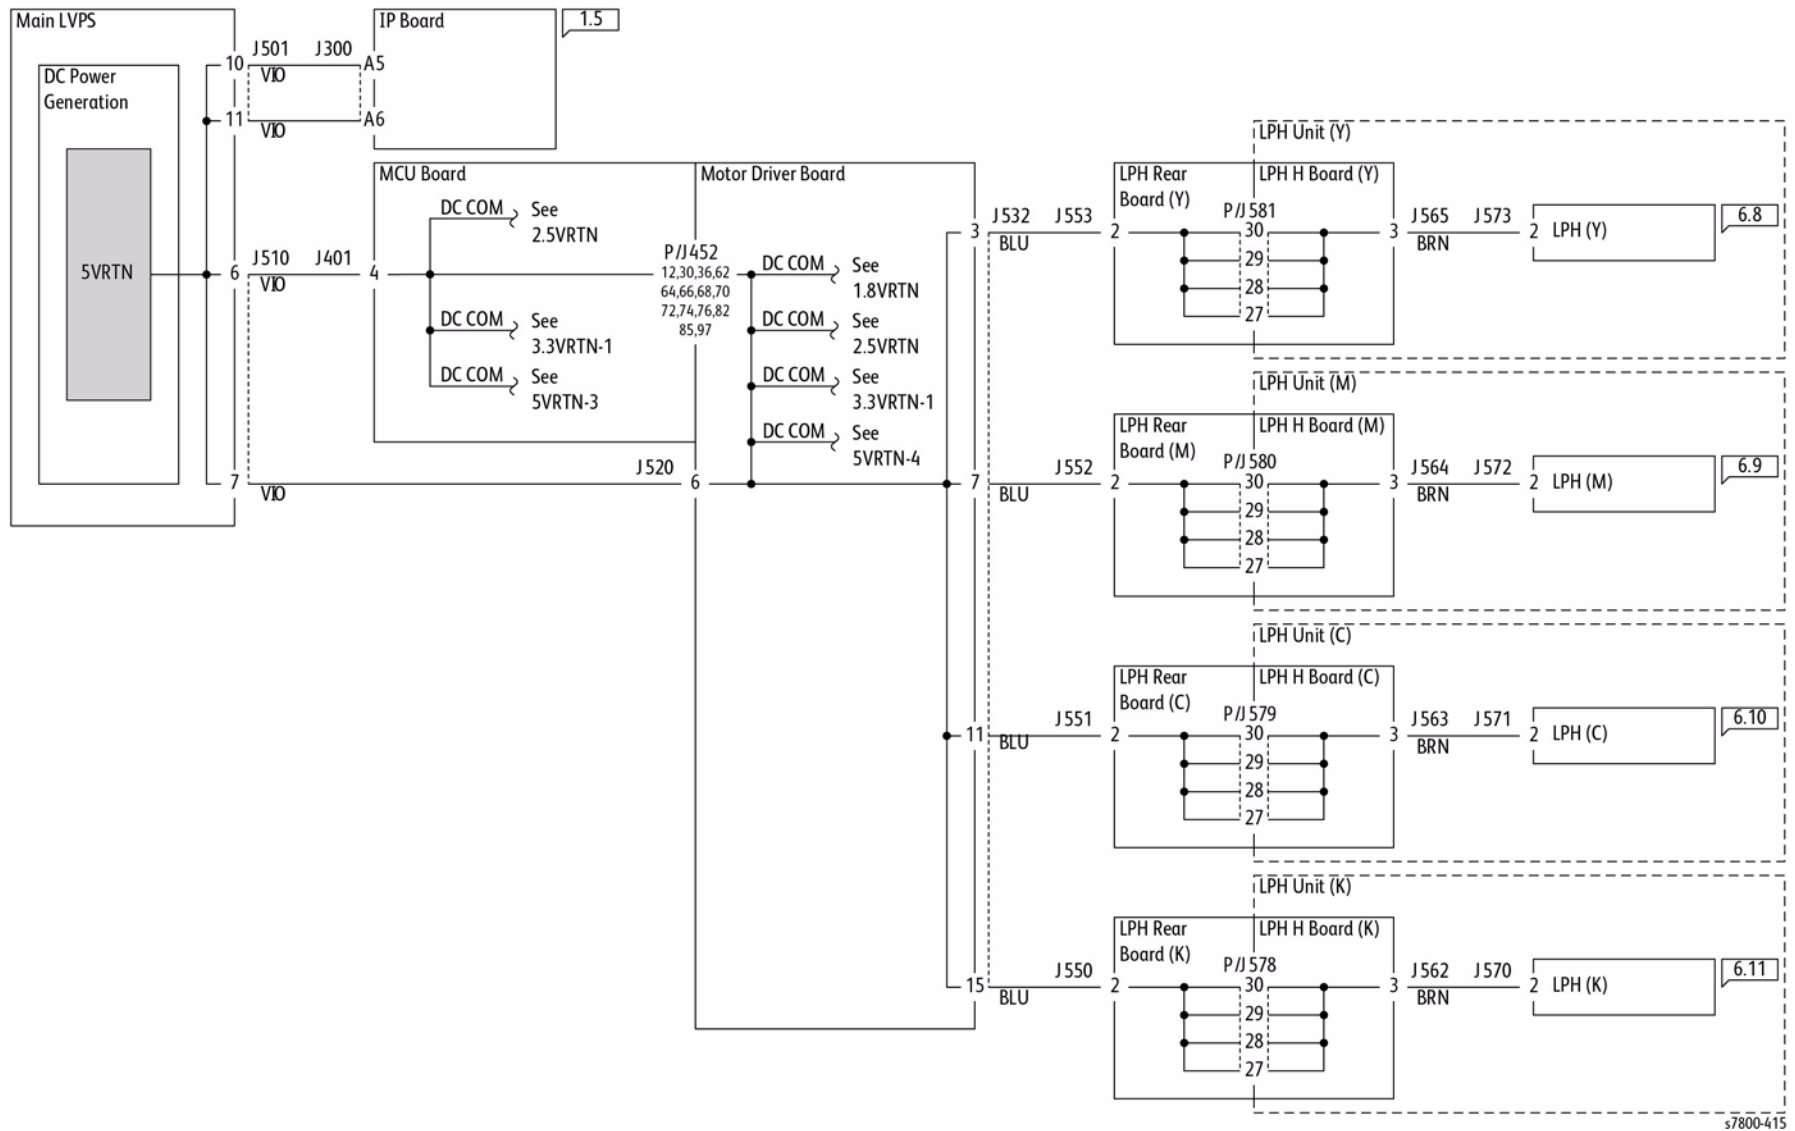 Main LVPS
IP Board
1.5
J501 J300
10 VIO A5
DC Power
Generation
11 VIO A6
LPH Unit (Y)
MCU Board
Motor Driver Board
LPH Rear
Board (Y)
LPH H Board (Y)
DC COM See
2.5VRTN
P/J581
J532 J553
3 BLU 2
30
29
28
27
J565 J573
3 BRN 2 LPH (Y)
6.8
5VRTN
J510 J401
6 VIO 4
P/J452
12,30,36,62
64,66,68,70
72,74,76,82
85,97
DC COM See
1.8VRTN
DC COM See
3.3VRTN-1
DC COM See
2.5VRTN
DC COM See
5VRTN-3
DC COM See
3.3VRTN-1
DC COM See
5VRTN-4
LPH Unit (M)
LPH Rear
Board (M)
LPH H Board (M)
P/J580
7 VIO
J520
6
J552
7 BLU 2
30
29
28
27
J564 J572
3 BRN 2 LPH (M)
6.9
LPH Unit (C)
LPH Rear
Board (C)
LPH H Board (C)
P/J579
J551
11 BLU 2
30
29
28
27
J563 J571
3 BRN 2 LPH (C)
6.10
LPH Unit (K)
LPH Rear
Board (K)
LPH H Board (K)
P/J578
J550
15 BLU 2
30
29
28
27
J562 J570
3 BRN 2 LPH (K)
6.11
s7800-415